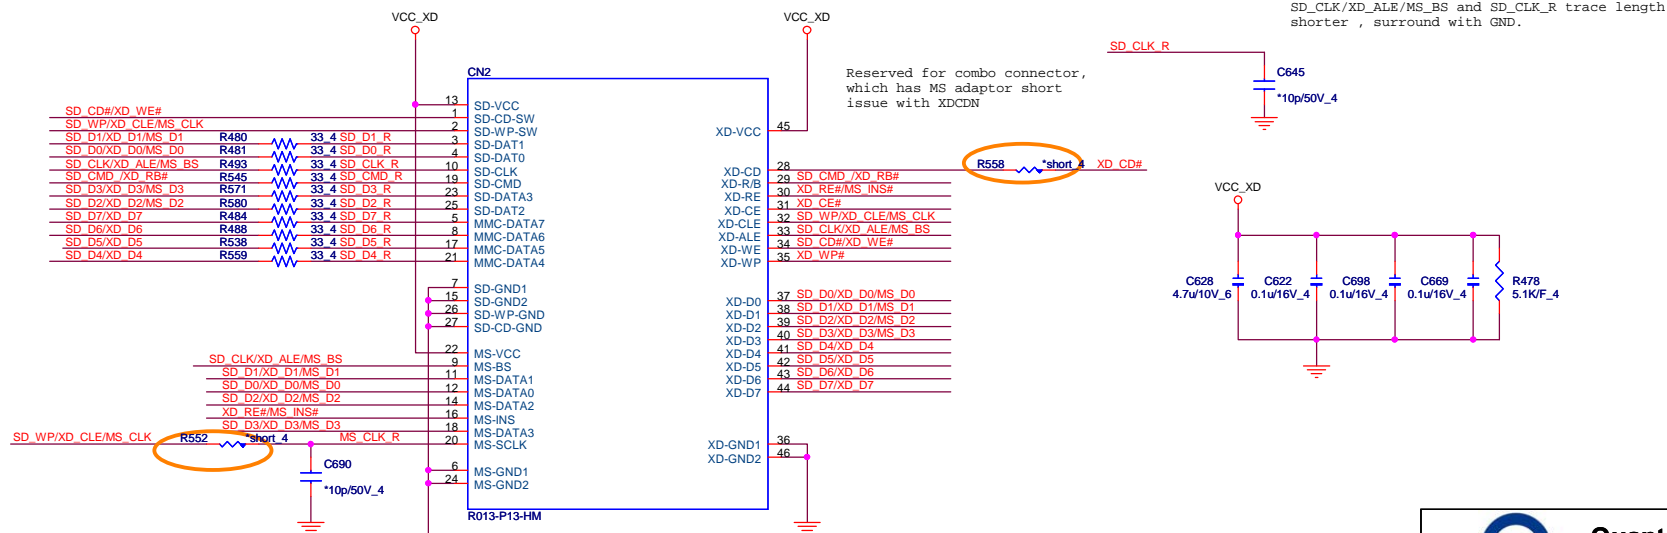 SD_CLK/XD_ALE/MS_BS and SD_CLK_R trace length
shorter , surround with GND.
VCC_XD
VCC_XD
SD_CLK_R
C645
*10p/50V_4
CN2
Reserved for combo connector,
which has MS adaptor short
issue with XDCDN
SD_CD#/XD_WE# 13 SD-VCC
1 SD-CD-SW
SD_WP/XD_CLE/MS_CLK 2 SD-WP-SW
SD_D1/XD_D1/MS_D1 R480 33_4 SD_D1_R 3 SD-DAT1
SD_D0/XD_D0/MS_D0 R481 33_4 SD_D0_R 4 SD-DAT0
SD_CLK/XD_ALE/MS_BS R493 33_4 SD_CLK_R 10 SD-CLK
SD_CMD_/XD_RB# R545 33_4 SD_CMD_R 19 SD-CMD
SD_D3/XD_D3/MS_D3 R571 33_4 SD_D3_R 23 SD-DATA3
SD_D2/XD_D2/MS_D2 R580 33_4 SD_D2_R 25 SD-DAT2
SD_D7/XD_D7 R484 33_4 SD_D7_R 5 MMC-DATA7
SD_D6/XD_D6 R488 33_4 SD_D6_R 8 MMC-DATA6
SD_D5/XD_D5 R538 33_4 SD_D5_R 17 MMC-DATA5
SD_D4/XD_D4 R559 33_4 SD_D4_R 21 MMC-DATA4
7 SD-GND1
15 SD-GND2
26 SD-WP-GND
27 SD-CD-GND
22 MS-VCC
SD_CLK/XD_ALE/MS_BS 9 MS-BS
SD_D1/XD_D1/MS_D1 11 MS-DATA1
SD_D0/XD_D0/MS_D0 12 MS-DATA0
SD_D2/XD_D2/MS_D2 14 MS-DATA2
XD_RE#/MS_INS# 16 MS-INS
SD_D3/XD_D3/MS_D3 18 MS-DATA3
SD_WP/XD_CLE/MS_CLK R552 *short_4 MS_CLK_R 20 MS-SCLK
6 MS-GND1
24 MS-GND2
C690
*10p/50V_4
R013-P13-HM
XD-VCC 45
XD-CD 28 R558 *short_4 XD_CD#
XD-R/B 29 SD_CMD_/XD_RB#
XD-RE 30 XD_RE#/MS_INS#
XD-CE 31 XD_CE#
XD-CLE 32 SD_WP/XD_CLE/MS_CLK
XD-ALE 33 SD_CLK/XD_ALE/MS_BS
XD-WE 34 SD_CD#/XD_WE#
XD-WP 35 XD_WP#
XD-D0 37 SD_D0/XD_D0/MS_D0
XD-D1 38 SD_D1/XD_D1/MS_D1
XD-D2 39 SD_D2/XD_D2/MS_D2
XD-D3 40 SD_D3/XD_D3/MS_D3
XD-D4 41 SD_D4/XD_D4
XD-D5 42 SD_D5/XD_D5
XD-D6 43 SD_D6/XD_D6
XD-D7 44 SD_D7/XD_D7
XD-GND1 36
XD-GND2 46
VCC_XD
C628 C622 C698 C669 R478
4.7u/10V_6 0.1u/16V_4 0.1u/16V_4 0.1u/16V_4 5.1K/F_4